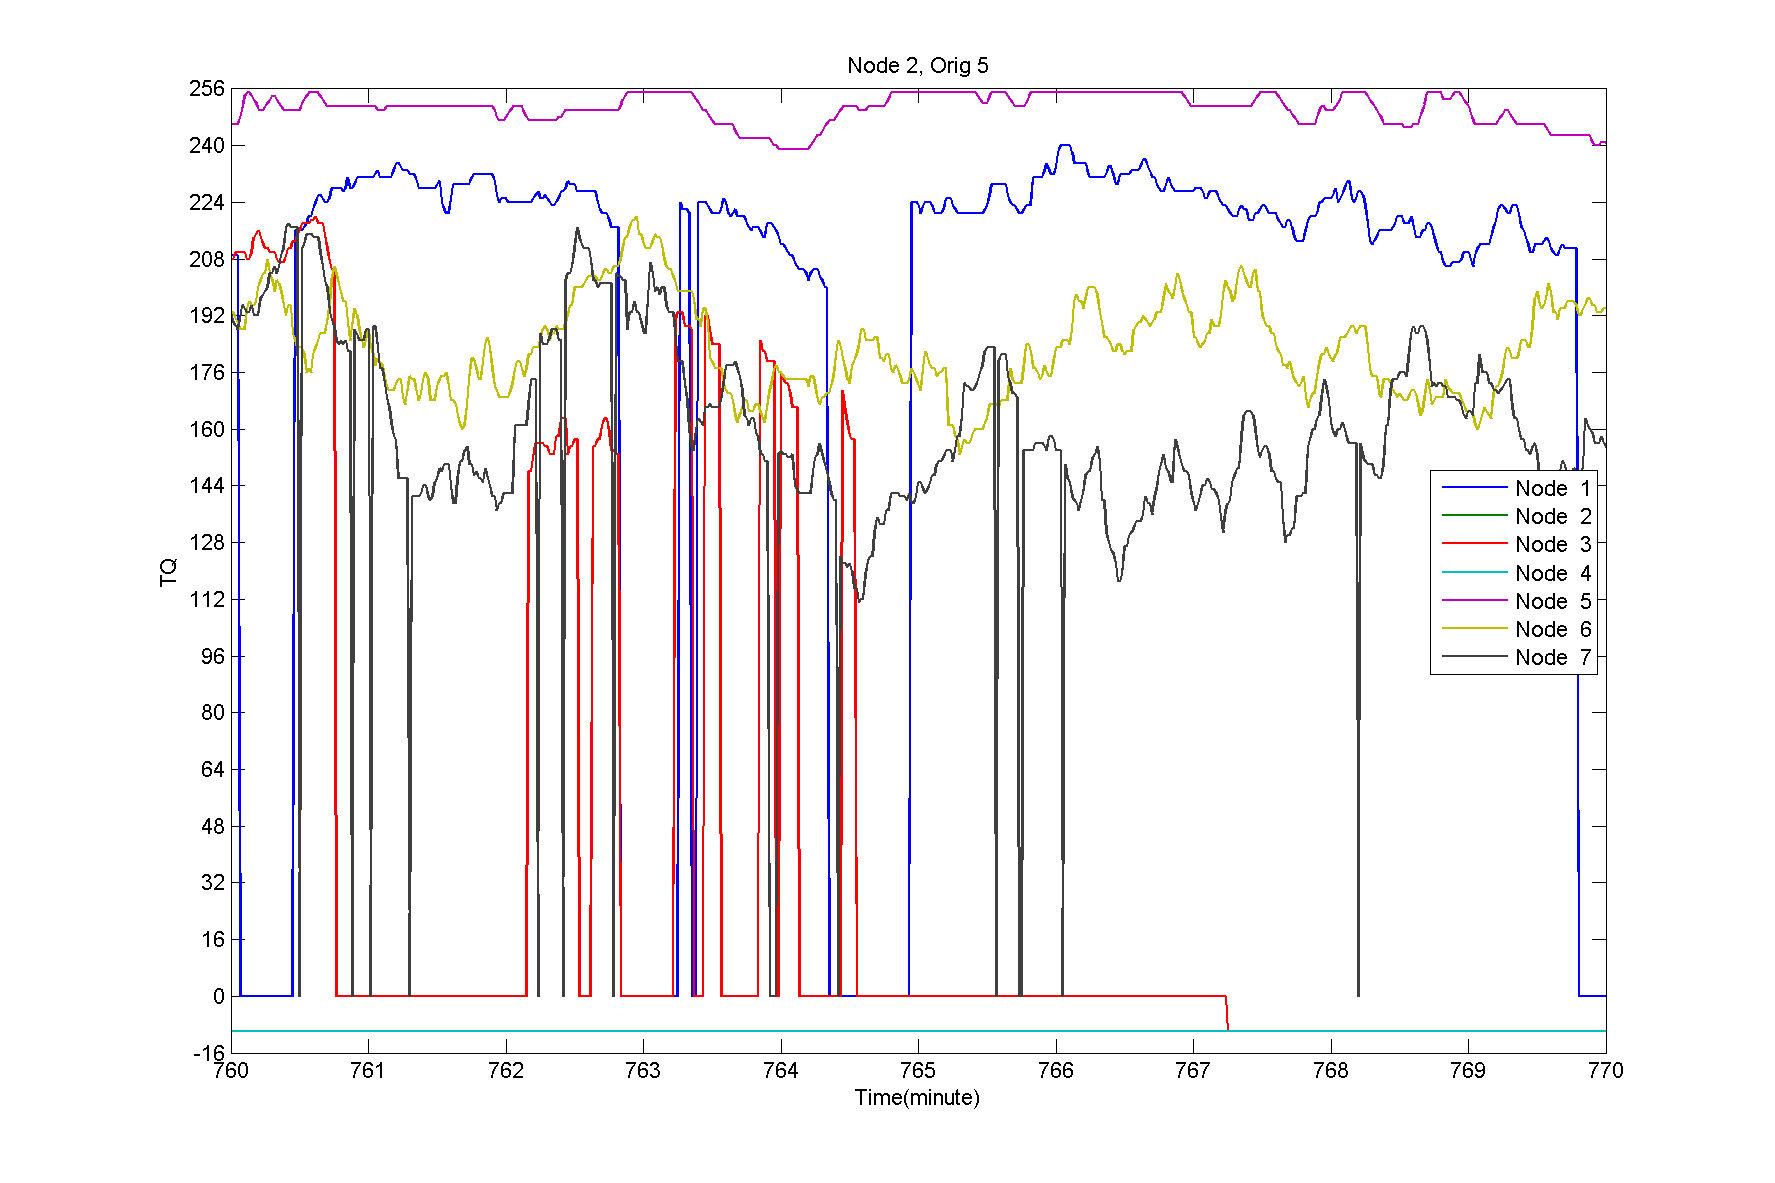 Node 2, Orig 5
256
240
224
208
192
176
160
144
128
112
96
80
64
48
32
16
0
-16
TQ
Node 1
Node 2
Node 3
Node 4
Node 5
Node 6
Node 7
760 761 762 763 764 765 766 767 768 769 770
Time(minute)